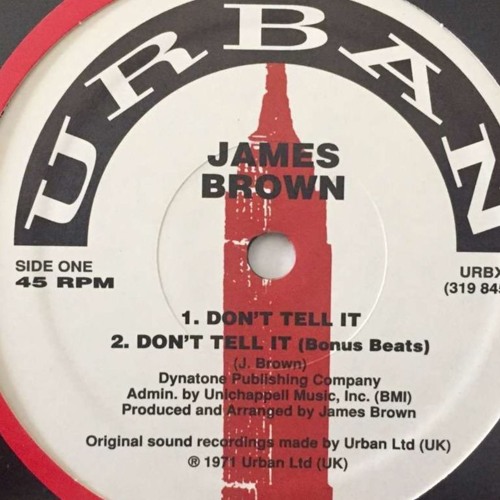 URBAN
JAMES
BROWN
SIDE ONE
45 RPM
URBX
(319 845
1. DON'T TELL IT
2. DON'T TELL IT (Bonus Beats)
(J. Brown)
Dynatone Publishing Company
Admin. by Unichappell Music, Inc. (BMI)
Produced and Arranged by James Brown
Original sound recordings made by Urban Ltd (UK)
℗ 1971 Urban Ltd (UK)